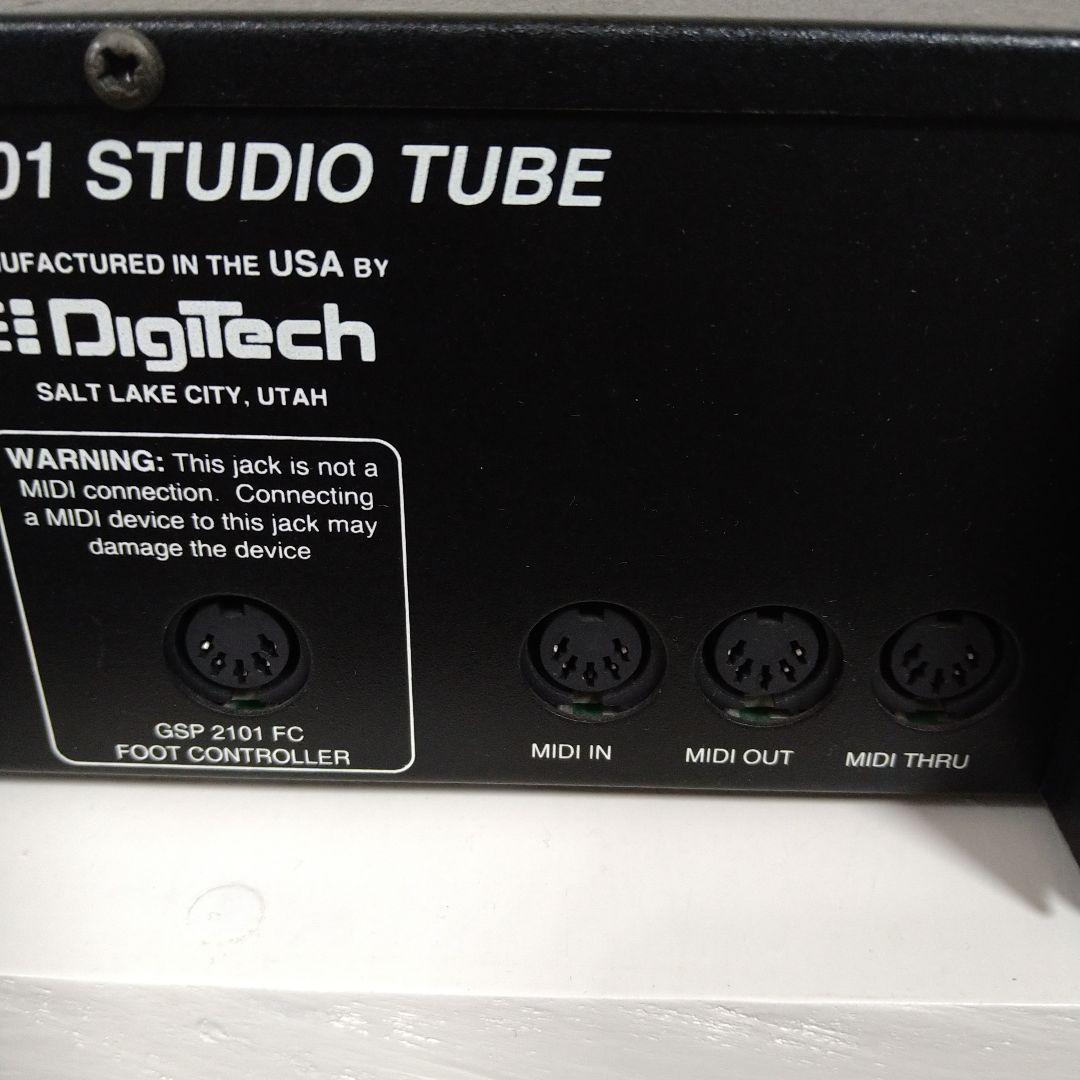 01 STUDIO TUBE
NUFACTURED IN THE USA BY
DigiTech
SALT LAKE CITY, UTAH
WARNING: This jack is not a
MIDI connection. Connecting
a MIDI device to this jack may
damage the device
GSP 2101 FC
FOOT CONTROLLER
MIDI IN
MIDI OUT
MIDI THRU